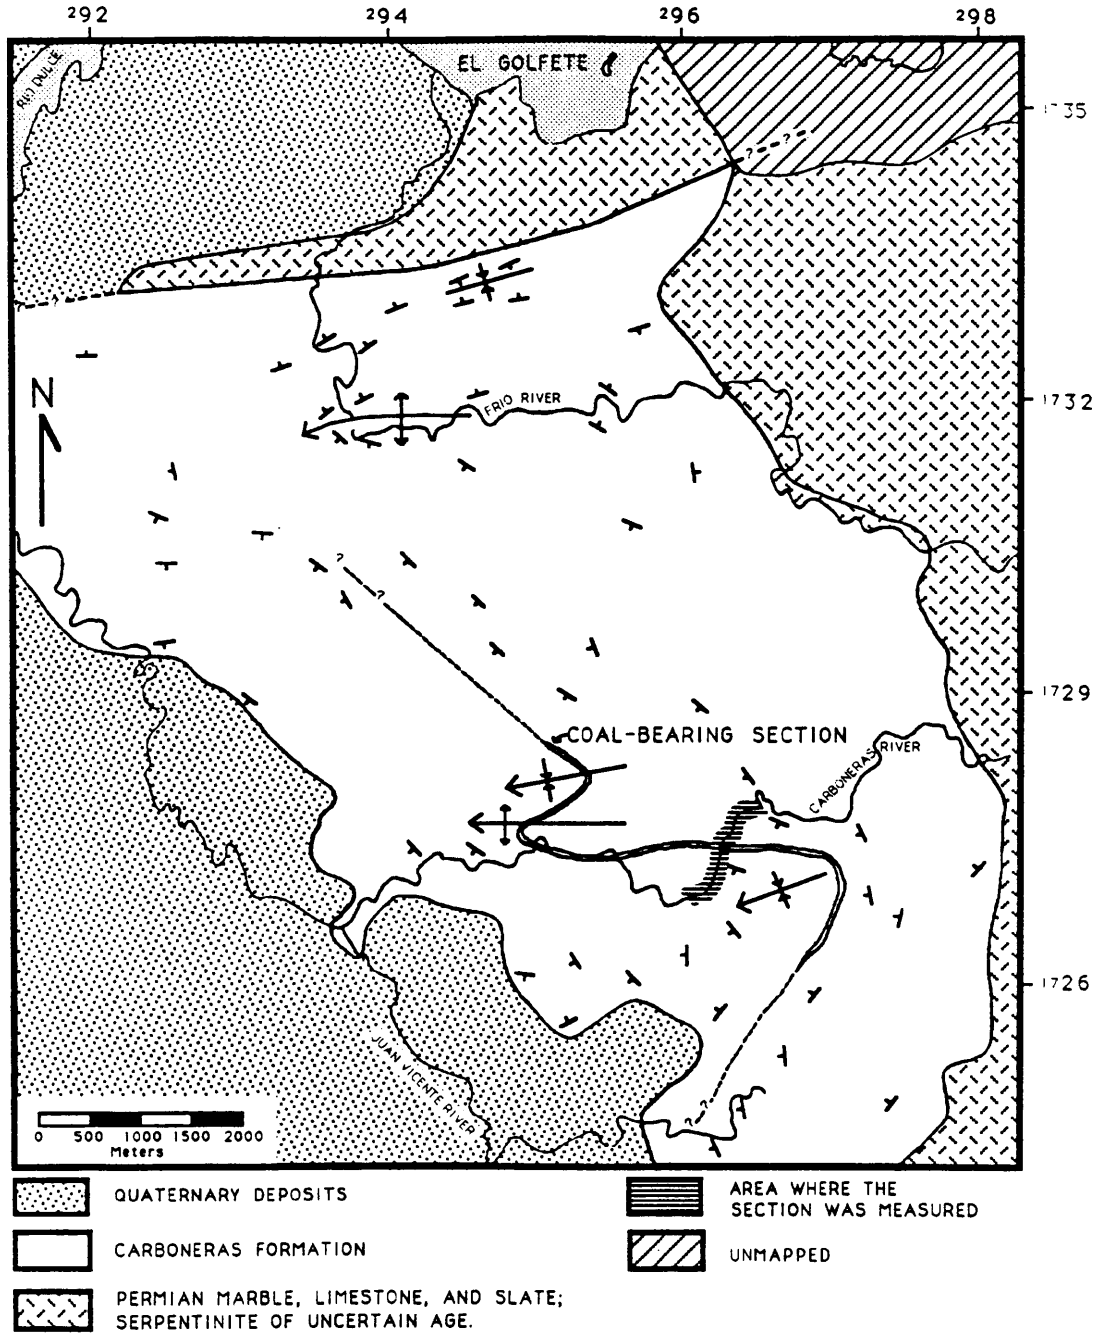 292 294 296 298
RIO DULCE
EL GOLFETE
1735
?
?
?
N
FRIO RIVER
1732
?
?
1729
COAL-BEARING SECTION
CARBONERAS RIVER
1726
JUAN VICENTE RIVER
?
?
0 500 1000 1500 2000
Meters
QUATERNARY DEPOSITS
CARBONERAS FORMATION
PERMIAN MARBLE, LIMESTONE, AND SLATE;
SERPENTINITE OF UNCERTAIN AGE.
AREA WHERE THE
SECTION WAS MEASURED
UNMAPPED